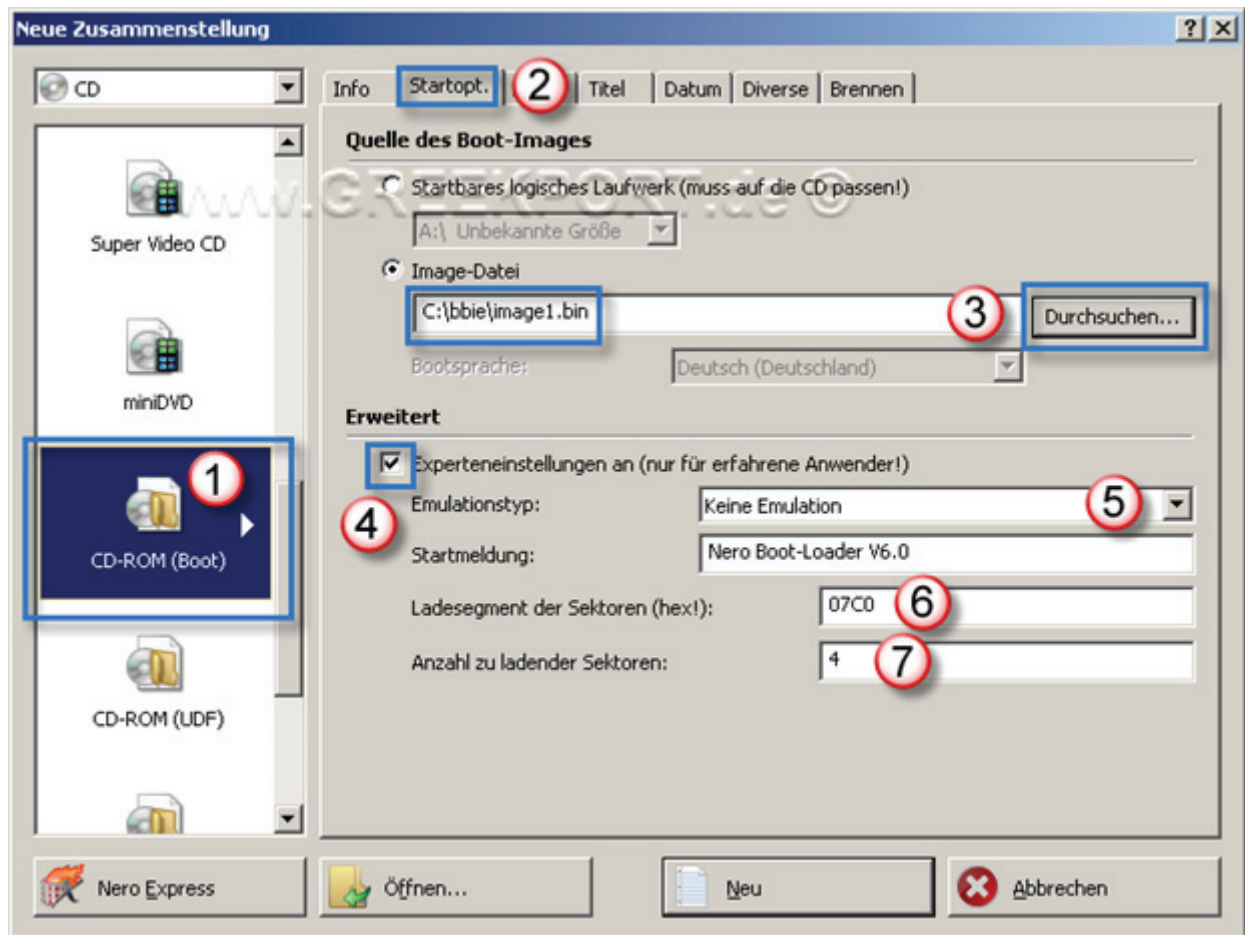 Neue Zusammenstellung
CD
Info Startopt. 2 Titel Datum Diverse Brennen
Quelle des Boot-Images
www.GREEKPORT.de ©
Startbares logisches Laufwerk (muss auf die CD passen!)
A:\ Unbekannte Größe
Image-Datei
C:\bbie\image1.bin 3 Durchsuchen...
Bootsprache: Deutsch (Deutschland)
Super Video CD
miniDVD
1
CD-ROM (Boot)
CD-ROM (UDF)
Erweitert
Experteneinstellungen an (nur für erfahrene Anwender!)
4
Emulationstyp: Keine Emulation 5
Startmeldung: Nero Boot-Loader V6.0
Ladesegment der Sektoren (hex!): 07C0 6
Anzahl zu ladender Sektoren: 4 7
Nero Express Öffnen... Neu Abbrechen